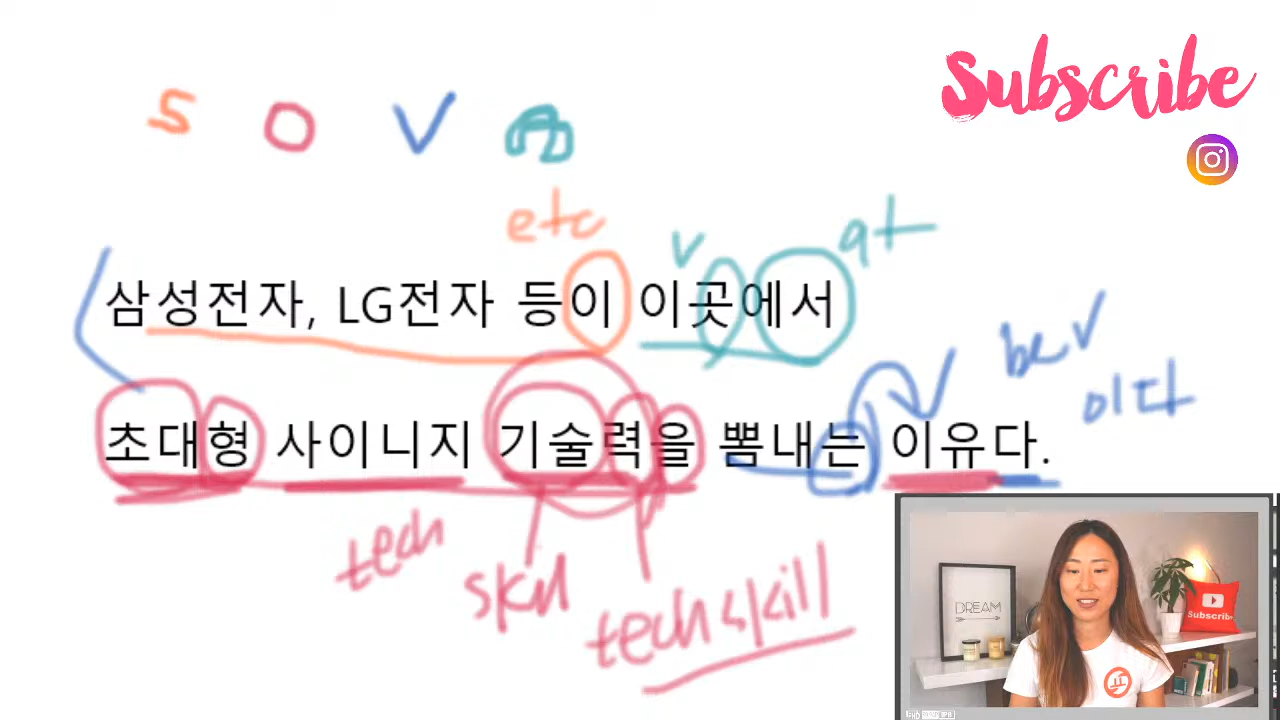 Subscribe
S O V
etc
v
at
삼성전자, LG전자 등이 이곳에서
be v
이다
초대형 사이니지 기술력을 뽐내는 이유다.
tech
skill
tech skill
DREAM
Subscribe